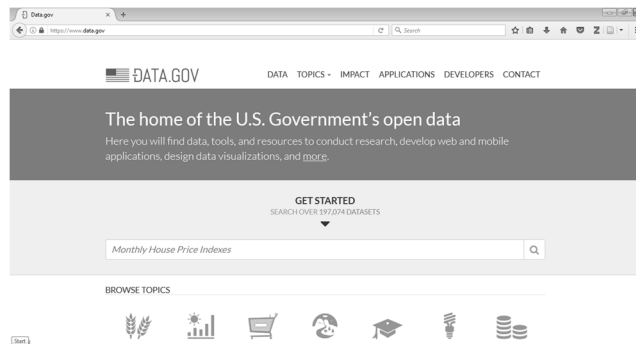 Data.gov
https://www.data.gov
Search
DATA.GOV
DATA TOPICS IMPACT APPLICATIONS DEVELOPERS CONTACT
The home of the U.S. Government's open data
Here you will find data, tools, and resources to conduct research, develop web and mobile
applications, design data visualizations, and more.
GET STARTED
SEARCH OVER 197,074 DATASETS
Monthly House Price Indexes
BROWSE TOPICS
Start